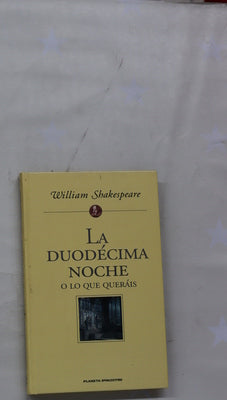 William Shakespeare
LA
DUODÉCIMA
NOCHE
O LO QUE QUERÁIS
PLANETA DEAGOSTINI